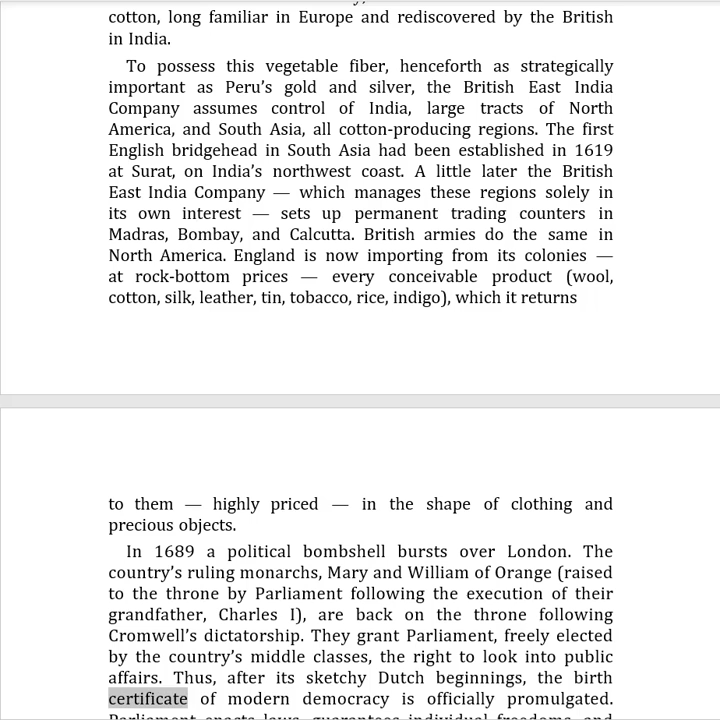 cotton, long familiar in Europe and rediscovered by the British
in India.
To possess this vegetable fiber, henceforth as strategically
important as Peru’s gold and silver, the British East India
Company assumes control of India, large tracts of North
America, and South Asia, all cotton-producing regions. The first
English bridgehead in South Asia had been established in 1619
at Surat, on India’s northwest coast. A little later the British
East India Company — which manages these regions solely in
its own interest — sets up permanent trading counters in
Madras, Bombay, and Calcutta. British armies do the same in
North America. England is now importing from its colonies —
at rock-bottom prices — every conceivable product (wool,
cotton, silk, leather, tin, tobacco, rice, indigo), which it returns
to them — highly priced — in the shape of clothing and
precious objects.
In 1689 a political bombshell bursts over London. The
country’s ruling monarchs, Mary and William of Orange (raised
to the throne by Parliament following the execution of their
grandfather, Charles I), are back on the throne following
Cromwell’s dictatorship. They grant Parliament, freely elected
by the country’s middle classes, the right to look into public
affairs. Thus, after its sketchy Dutch beginnings, the birth
certificate of modern democracy is officially promulgated.
Parliament enacts laws, guarantees individual freedoms, and